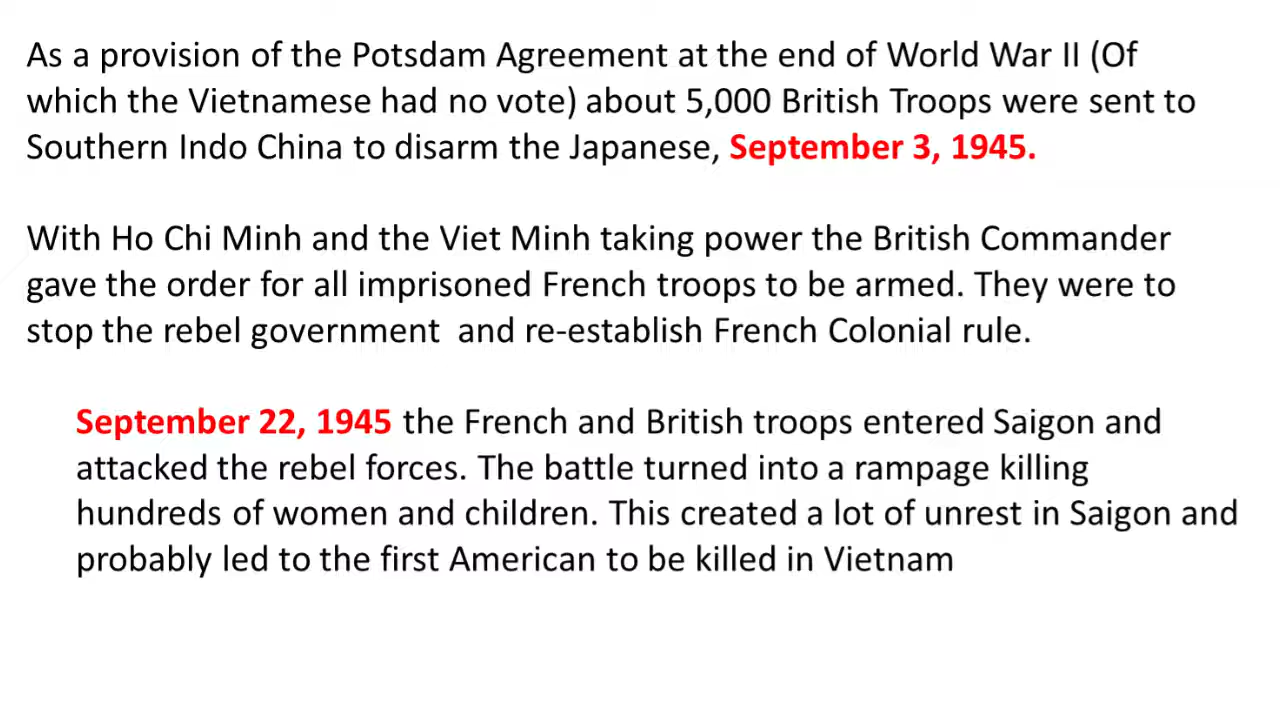 As a provision of the Potsdam Agreement at the end of World War II (Of
which the Vietnamese had no vote) about 5,000 British Troops were sent to
Southern Indo China to disarm the Japanese, September 3, 1945.
With Ho Chi Minh and the Viet Minh taking power the British Commander
gave the order for all imprisoned French troops to be armed. They were to
stop the rebel government  and re-establish French Colonial rule.
September 22, 1945 the French and British troops entered Saigon and
attacked the rebel forces. The battle turned into a rampage killing
hundreds of women and children. This created a lot of unrest in Saigon and
probably led to the first American to be killed in Vietnam